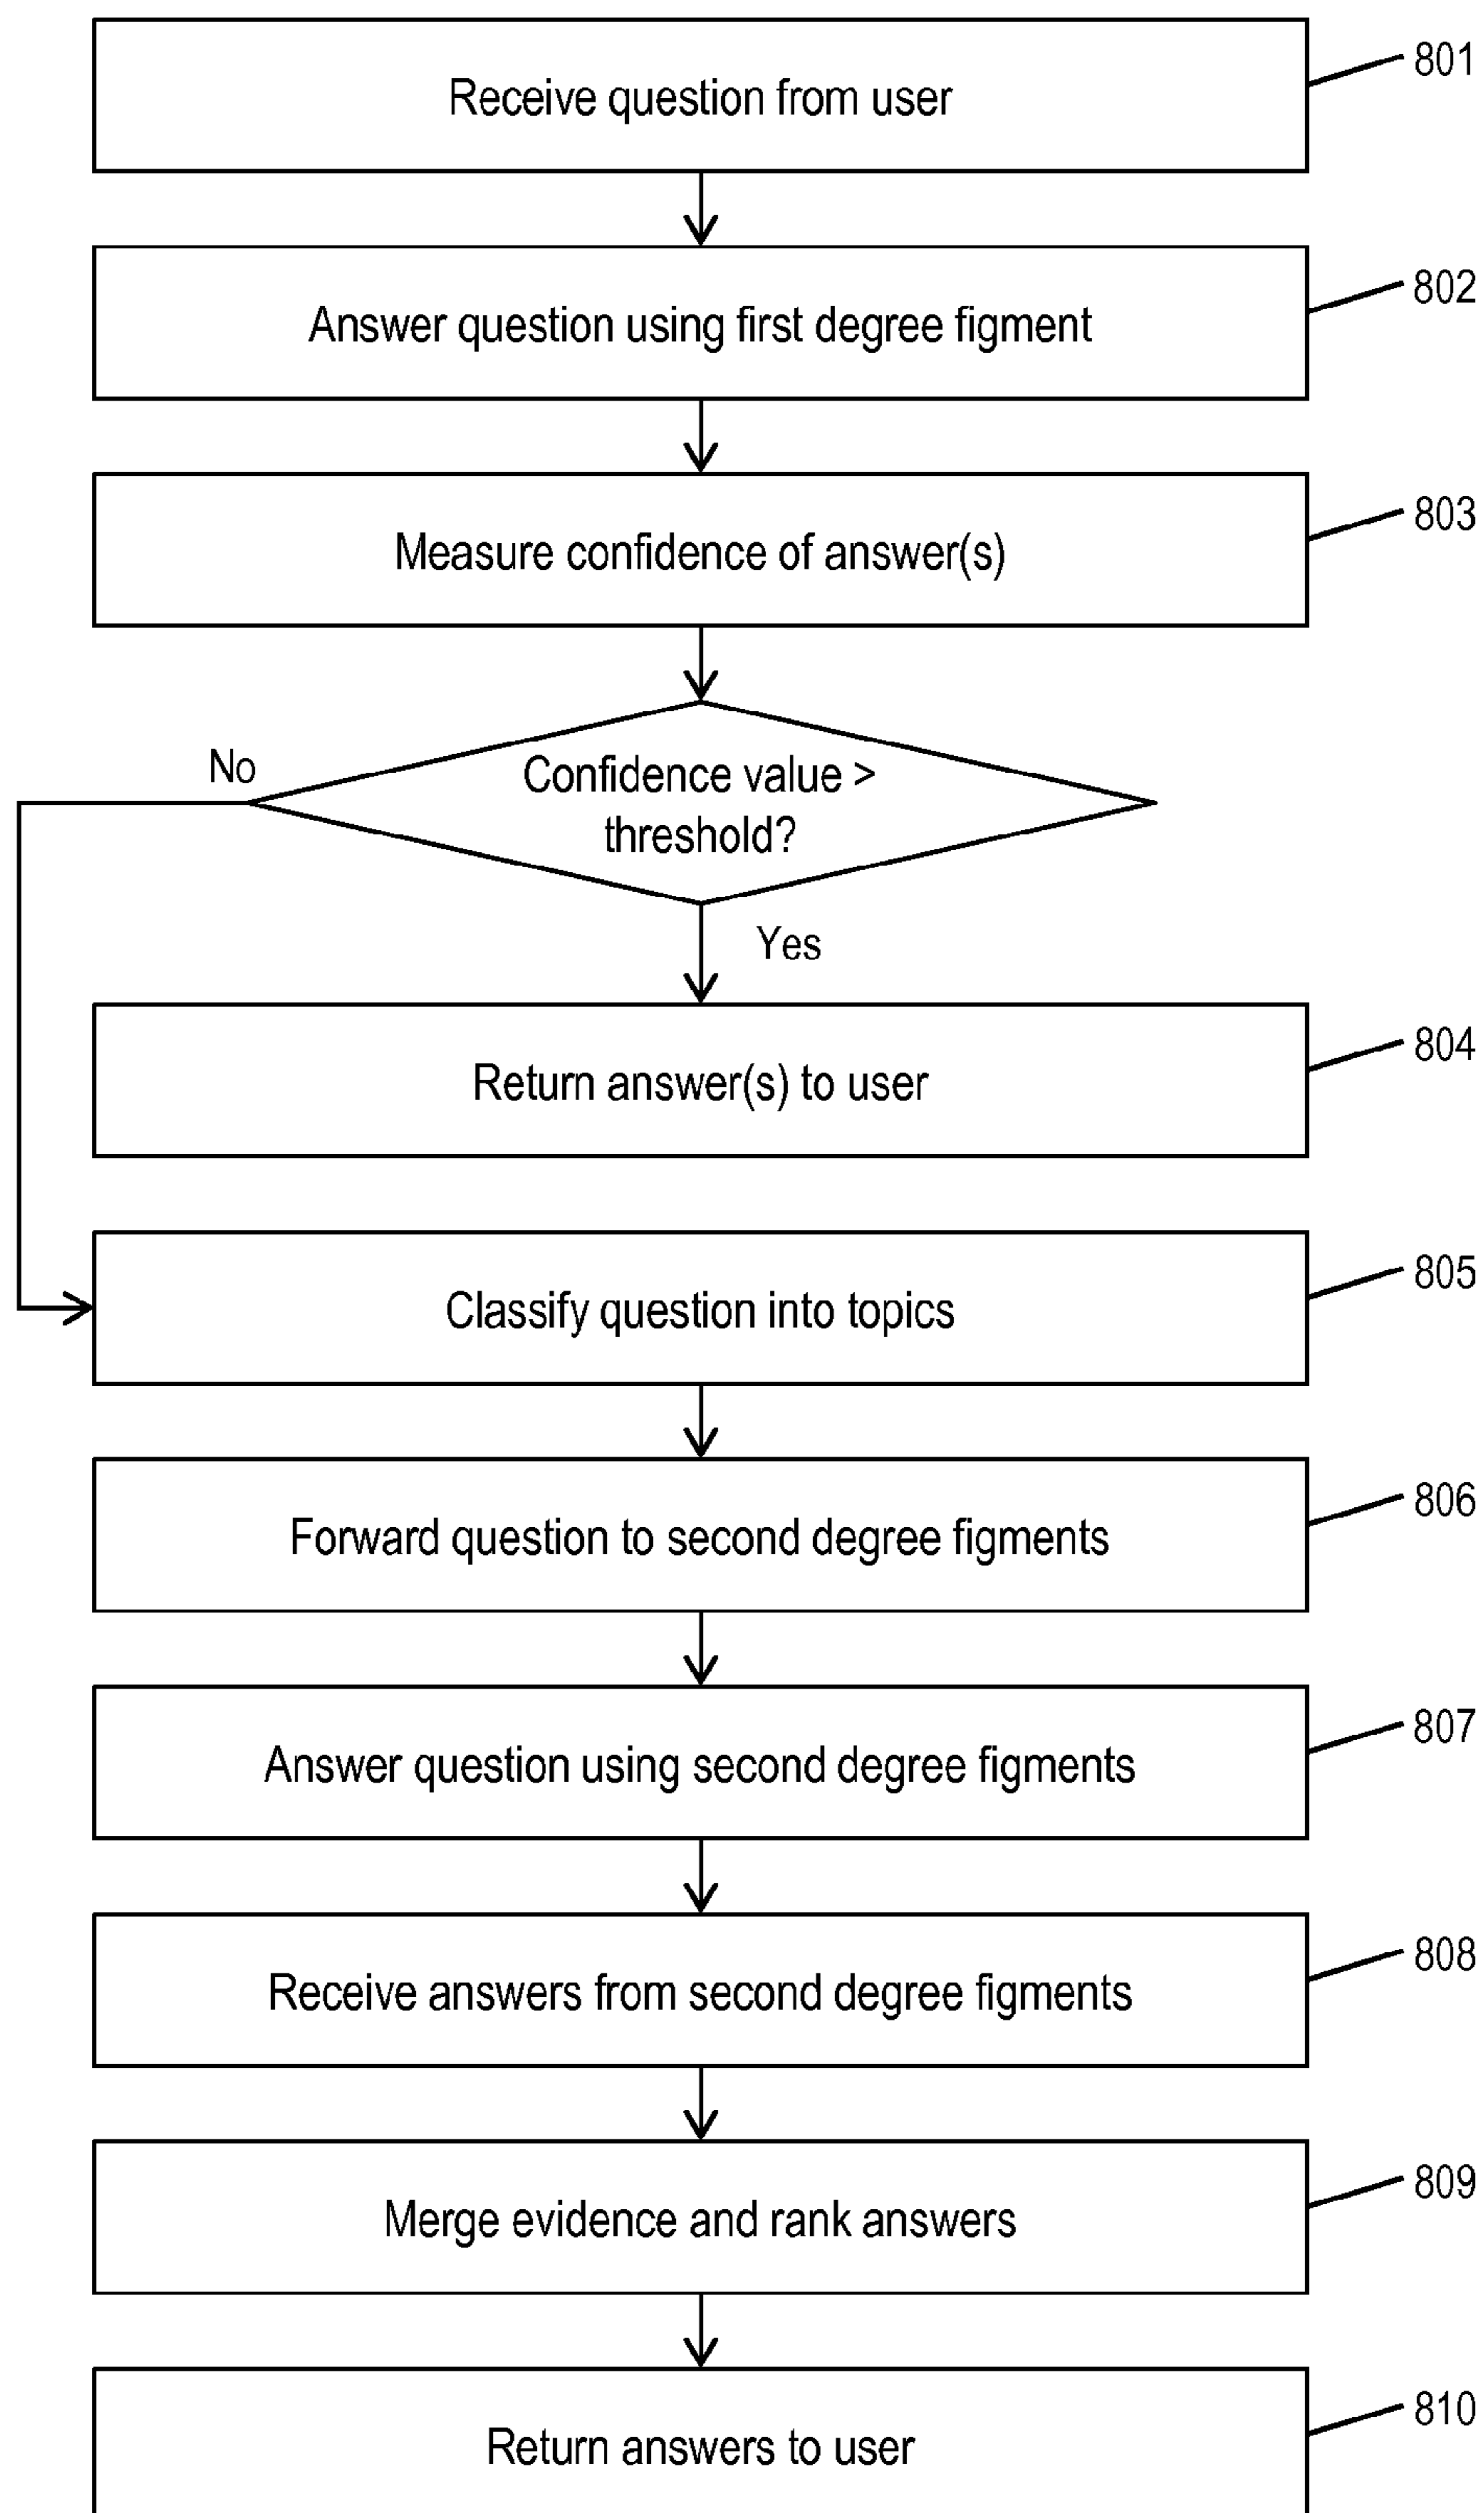 Receive question from user
801
Answer question using first degree figment
802
Measure confidence of answer(s)
803
No
Confidence value >
threshold?
Yes
Return answer(s) to user
804
Classify question into topics
805
Forward question to second degree figments
806
Answer question using second degree figments
807
Receive answers from second degree figments
808
Merge evidence and rank answers
809
Return answers to user
810